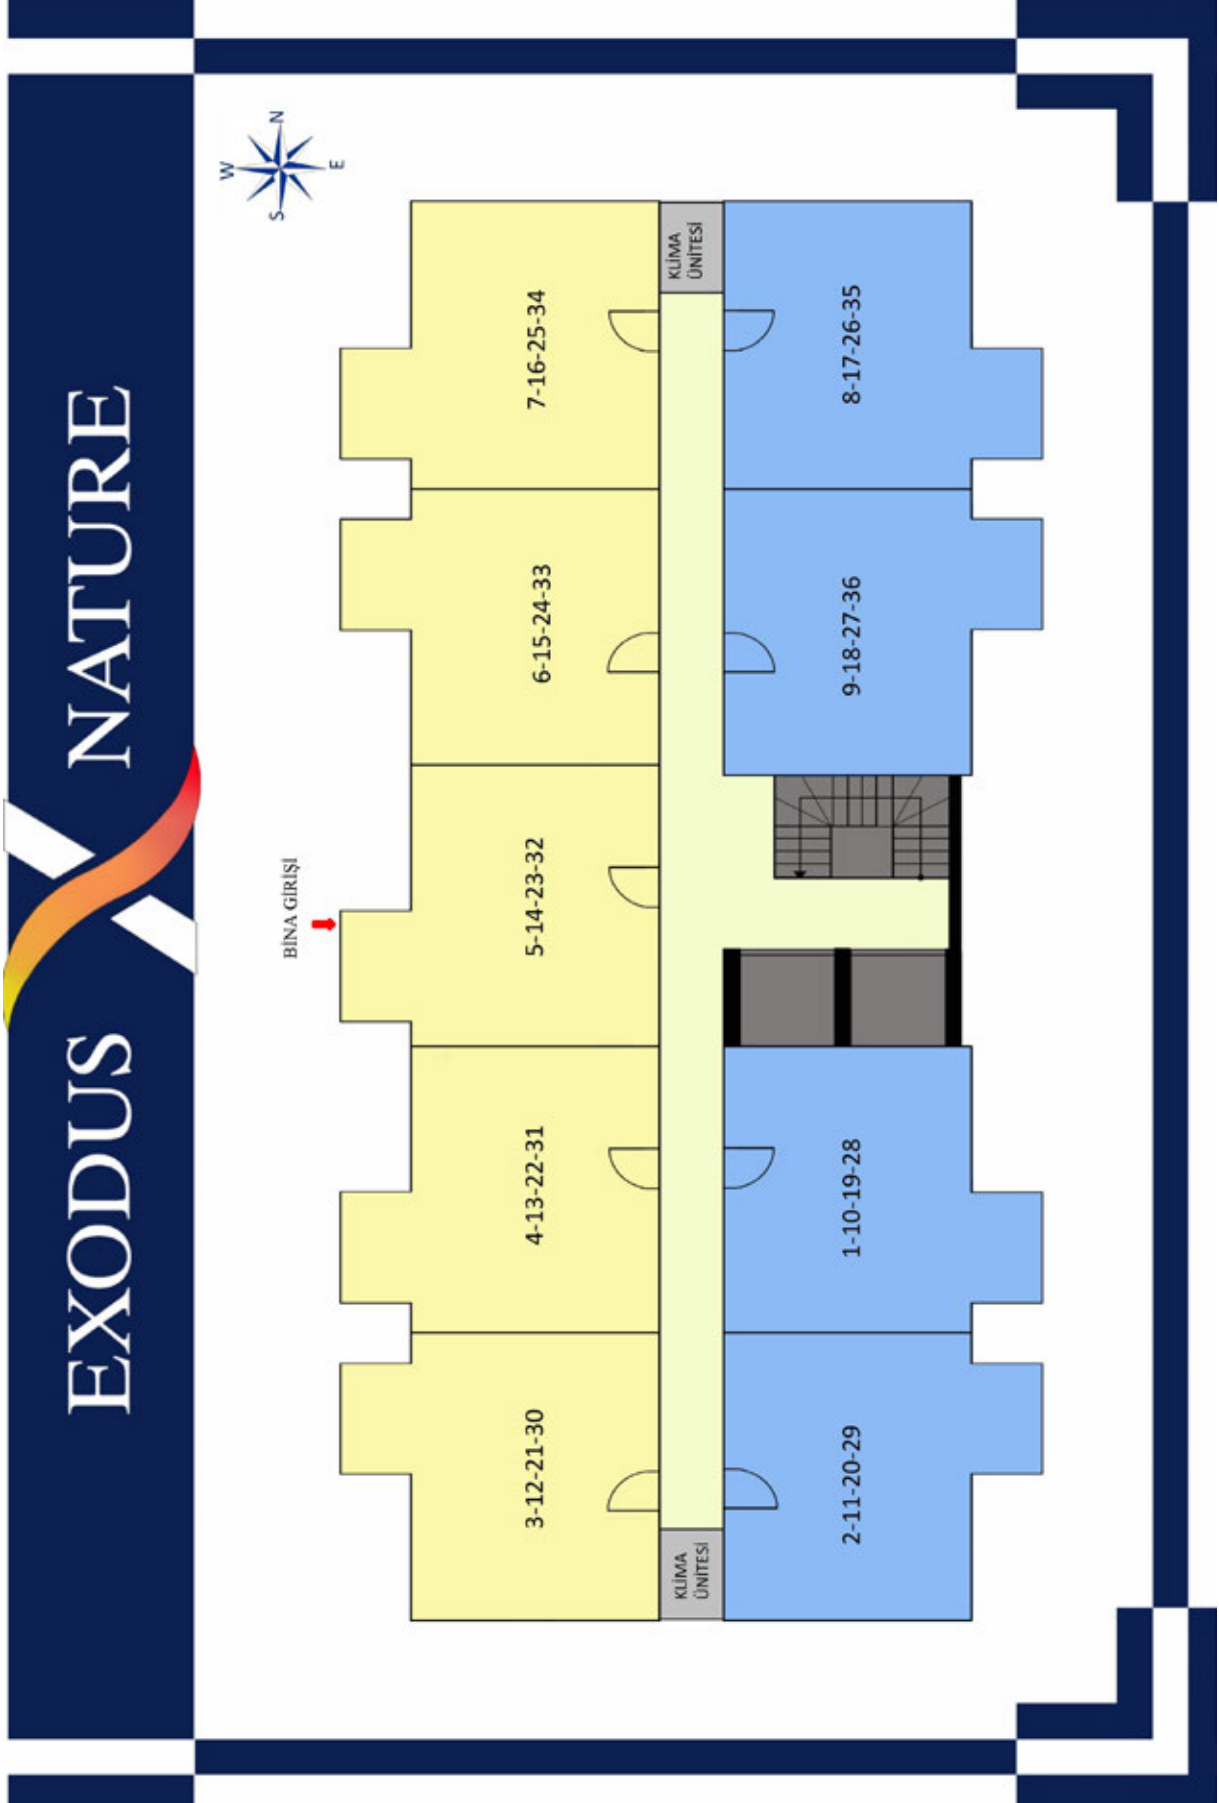 EXODUS NATURE
N
W
E
S
BİNA GİRİŞİ
3-12-21-30
4-13-22-31
5-14-23-32
6-15-24-33
7-16-25-34
KLİMA
ÜNİTESİ
KLİMA
ÜNİTESİ
2-11-20-29
1-10-19-28
9-18-27-36
8-17-26-35